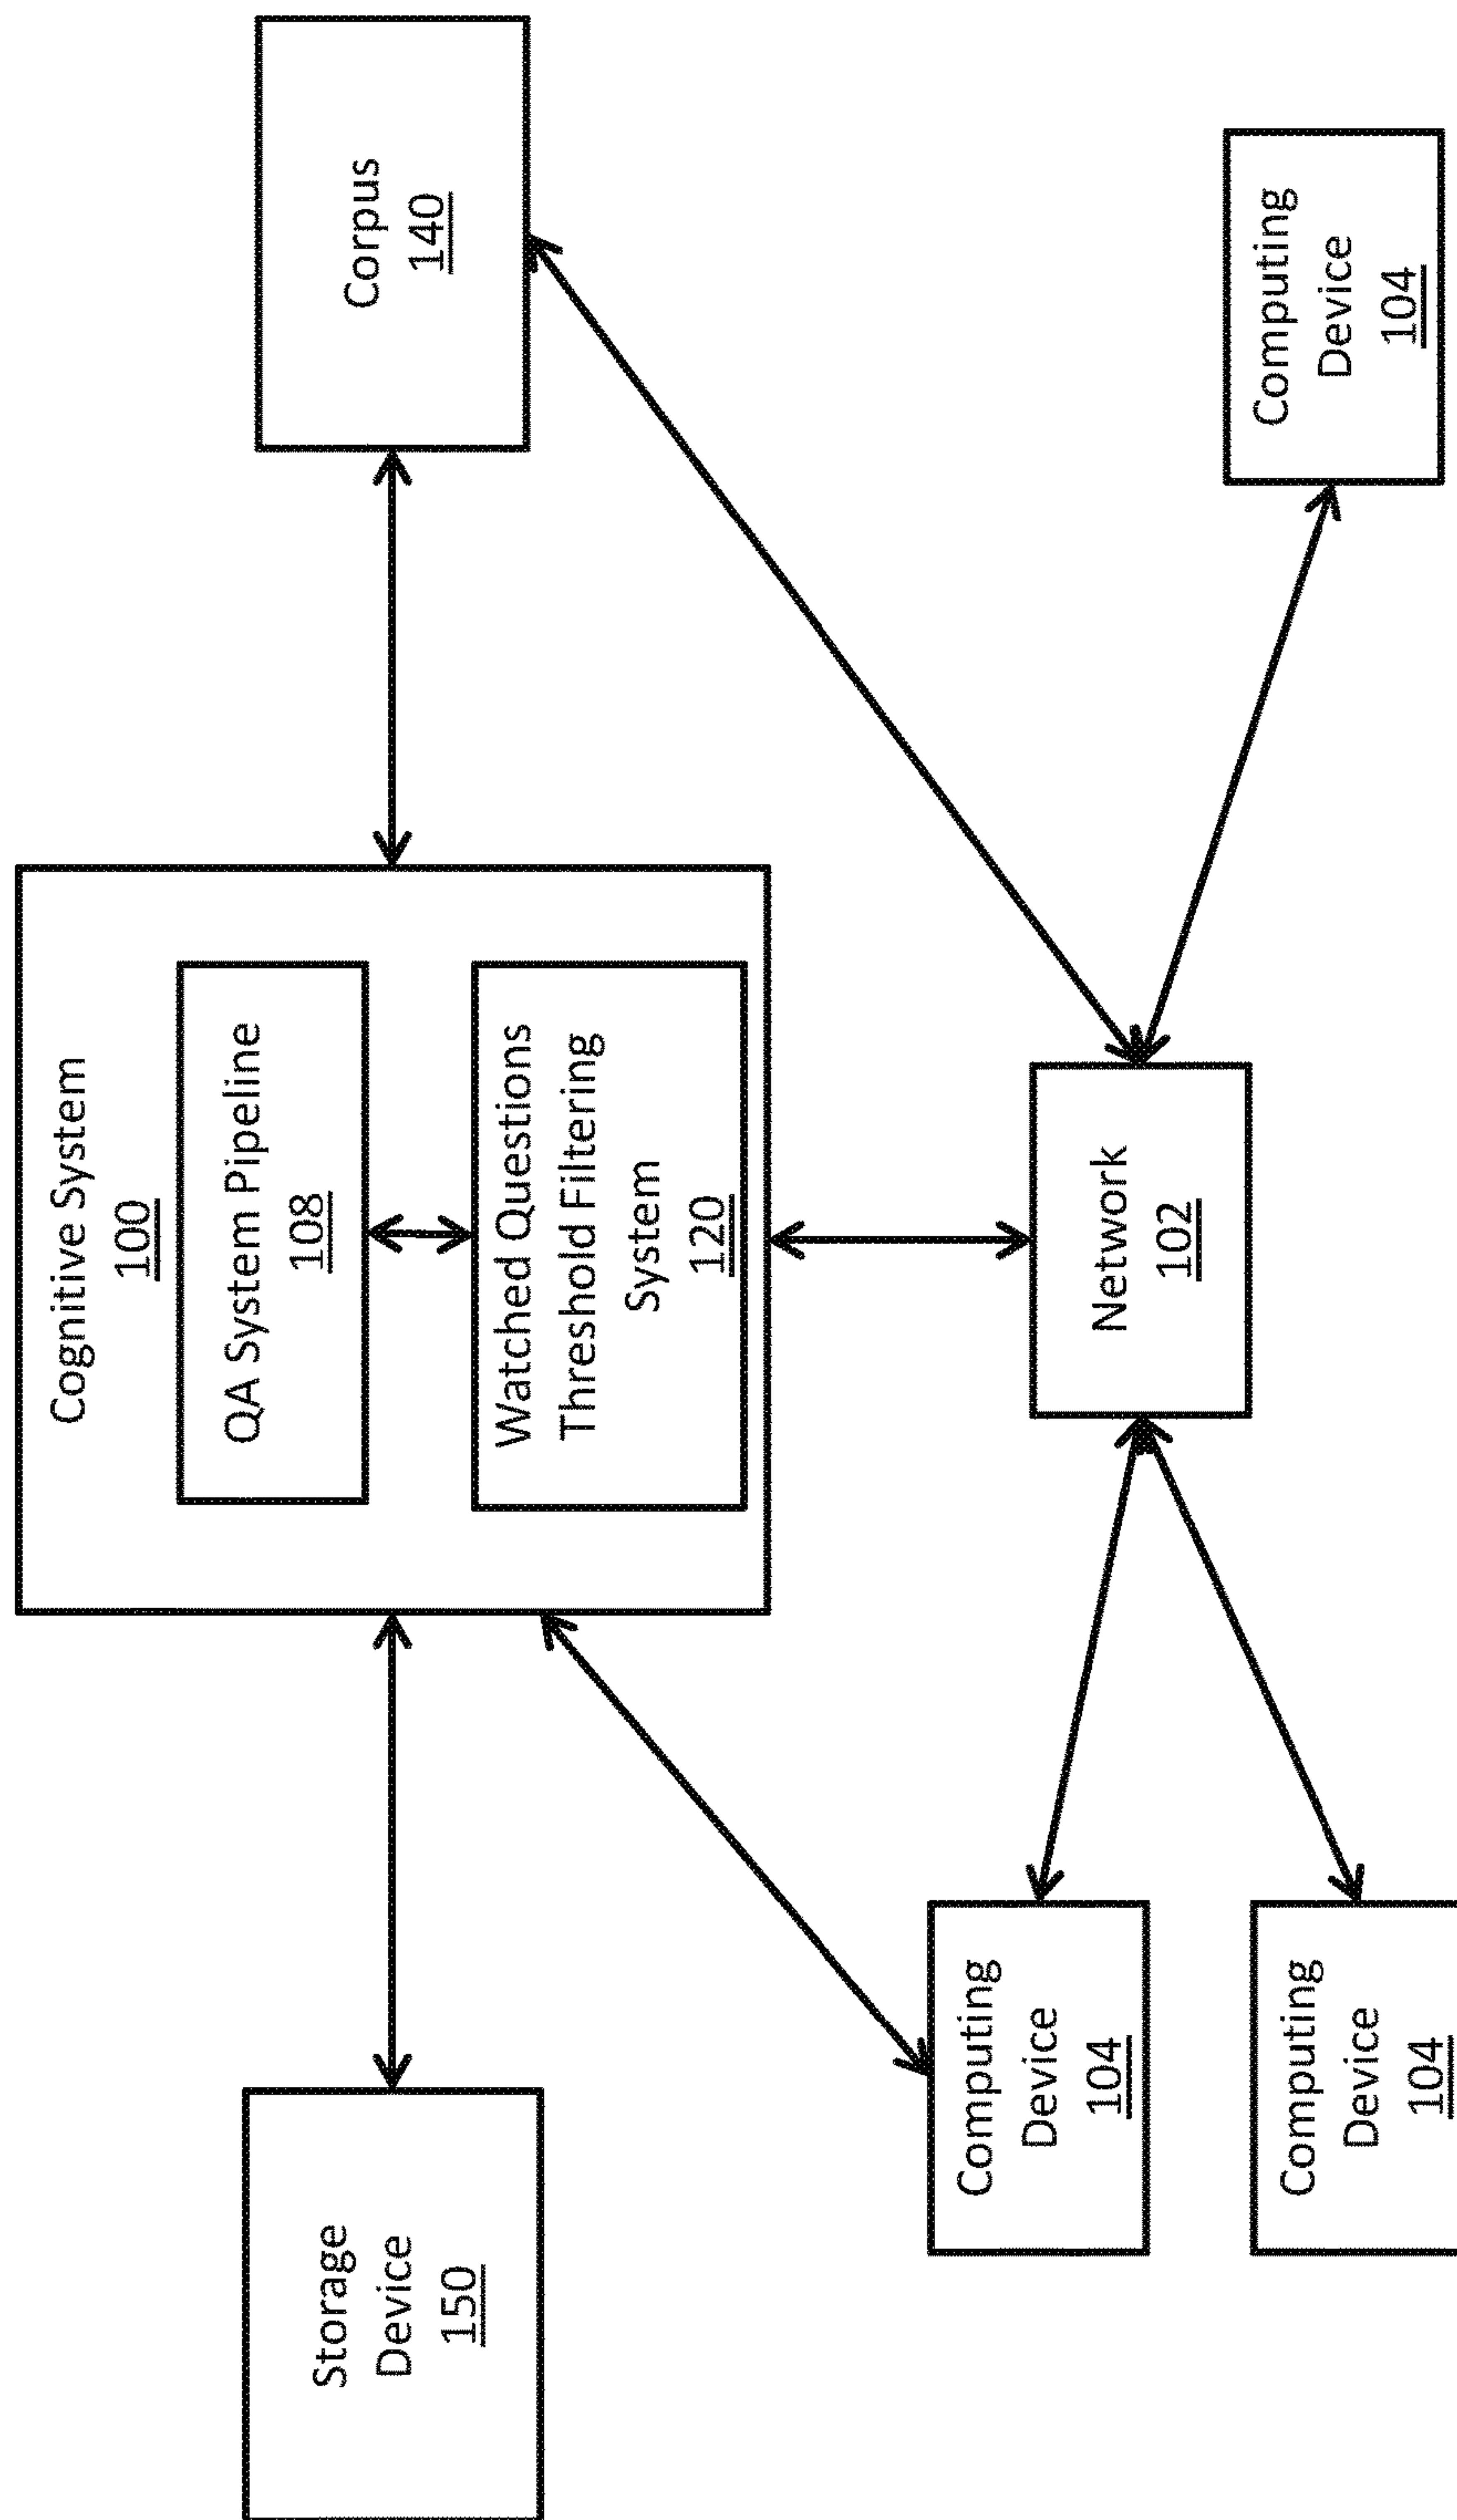 Cognitive System
100
QA System Pipeline
108
Watched Questions
Threshold Filtering
System
120
Storage
Device
150
Corpus
140
Network
102
Computing
Device
104
Computing
Device
104
Computing
Device
104